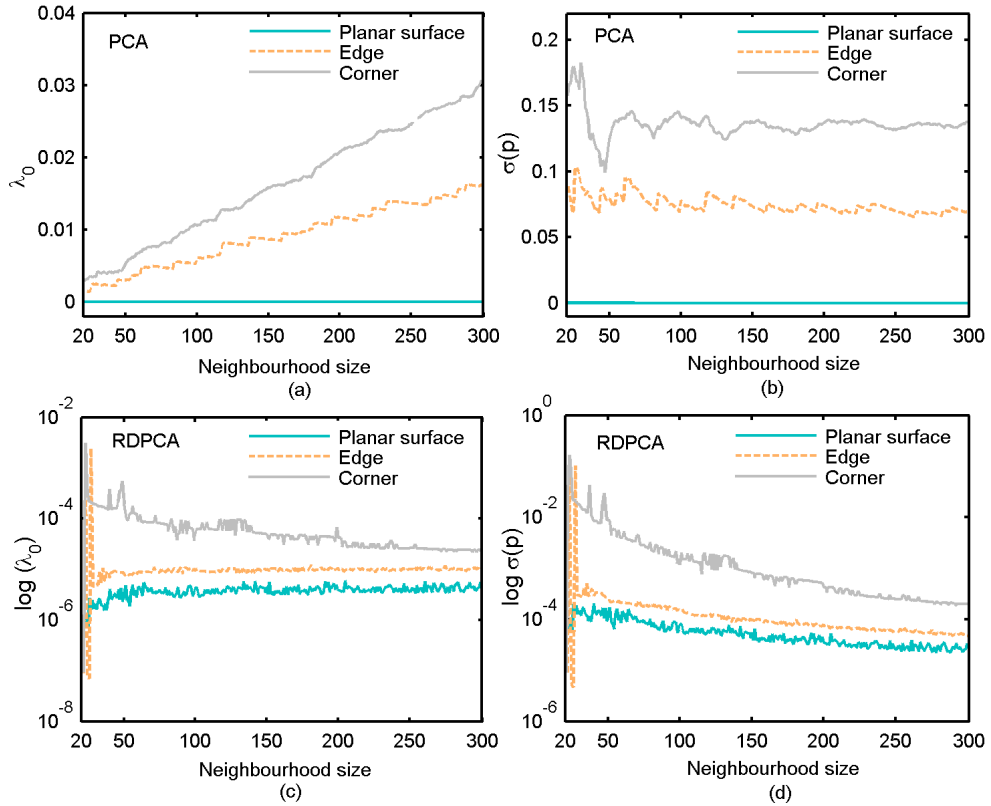 PCA
Planar surface
Edge
Corner
0.04
0.03
0.02
0.01
0
λ0
20 50 100 150 200 250 300
Neighbourhood size
(a)
PCA
Planar surface
Edge
Corner
0.2
0.15
0.1
0.05
0
σ(p)
20 50 100 150 200 250 300
Neighbourhood size
(b)
RDPCA
Planar surface
Edge
Corner
10-2
10-4
10-6
10-8
log (λ0)
20 50 100 150 200 250 300
Neighbourhood size
(c)
RDPCA
Planar surface
Edge
Corner
100
10-2
10-4
10-6
log σ(p)
20 50 100 150 200 250 300
Neighbourhood size
(d)